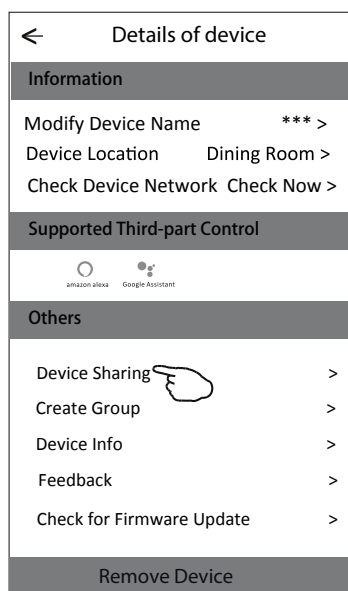 ← Details of device
Information
Modify Device Name *** >
Device Location Dining Room >
Check Device Network Check Now >
Supported Third-part Control
amazon alexa Google Assistant
Others
Device Sharing >
Create Group >
Device Info >
Feedback >
Check for Firmware Update >
Remove Device